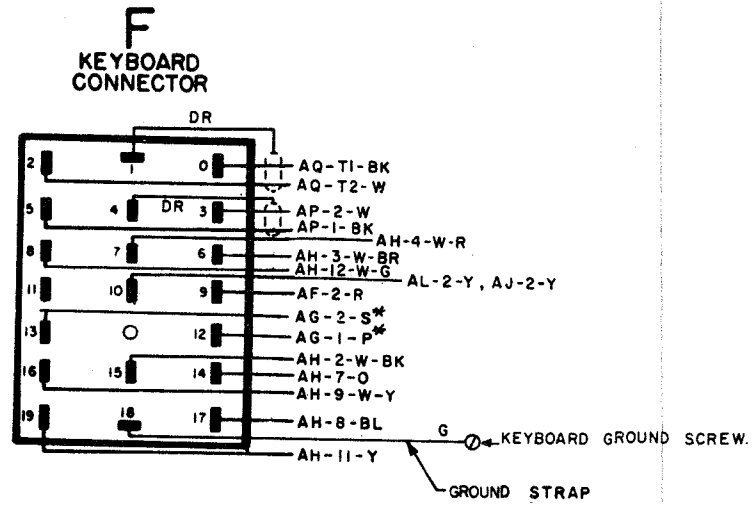 F
KEYBOARD
CONNECTOR
DR
2 1 0 AQ-T1-BK
AQ-T2-W
5 4 DR 3 AP-2-W
AP-1-BK
AH-4-W-R
8 7 6 AH-3-W-BR
AH-12-W-G
AL-2-Y, AJ-2-Y
11 10 9 AF-2-R
AG-2-S*
13 12 AG-1-P*
AH-2-W-BK
16 15 14 AH-7-O
AH-9-W-Y
19 18 17 AH-8-BL
G KEYBOARD GROUND SCREW.
AH-11-Y
GROUND STRAP